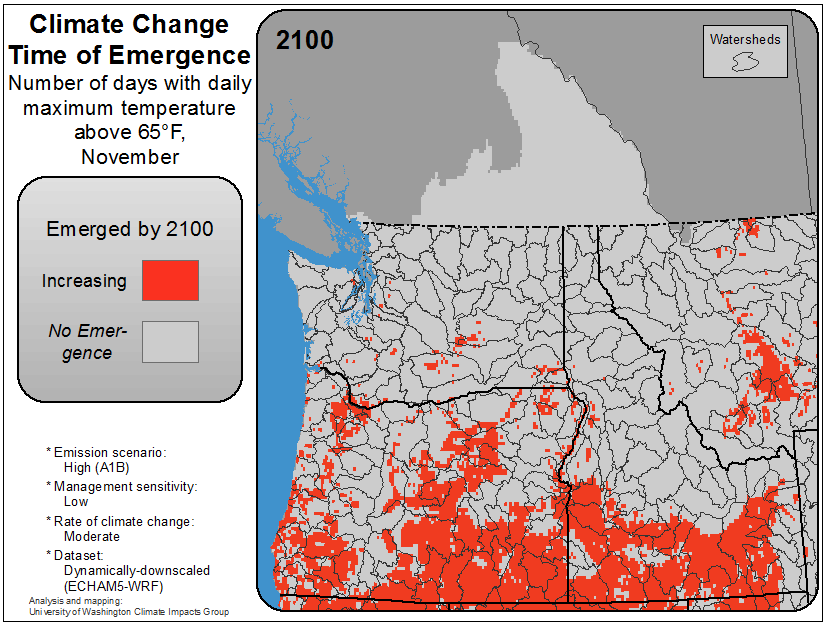 Climate Change
Time of Emergence
Number of days with daily
maximum temperature
above 65°F,
November
Emerged by 2100
Increasing
No Emer-
gence
* Emission scenario:
High (A1B)
* Management sensitivity:
Low
* Rate of climate change:
Moderate
* Dataset:
Dynamically-downscaled
(ECHAM5-WRF)
Analysis and mapping:
University of Washington Climate Impacts Group
2100
Watersheds